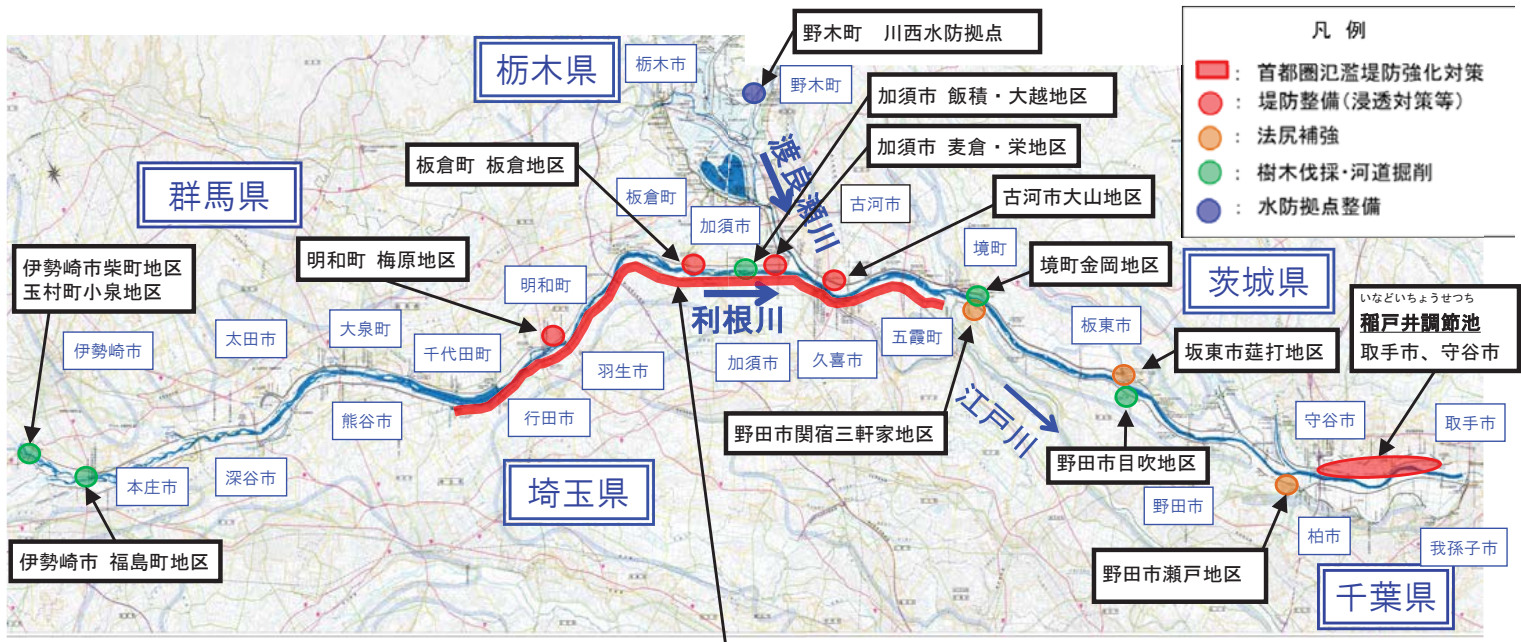 野木町 川西水防拠点
凡 例
: 首都圏氾濫堤防強化対策
: 堤防整備(浸透対策等)
: 法尻補強
: 樹木伐採・河道掘削
: 水防拠点整備
栃木県
栃木市
野木町
加須市 飯積・大越地区
加須市 麦倉・栄地区
板倉町 板倉地区
渡良瀬川
群馬県
板倉町
加須市
古河市
古河市大山地区
境町
境町金岡地区
茨城県
伊勢崎市柴町地区
玉村町小泉地区
明和町 梅原地区
明和町
利根川
いなどいちょうせつち
稲戸井調節池
取手市、守谷市
伊勢崎市
太田市
大泉町
千代田町
羽生市
加須市
久喜市
五霞町
板東市
坂東市莚打地区
江戸川
熊谷市
行田市
野田市関宿三軒家地区
野田市目吹地区
守谷市
取手市
本庄市
深谷市
埼玉県
野田市
柏市
我孫子市
伊勢崎市 福島町地区
野田市瀬戸地区
千葉県